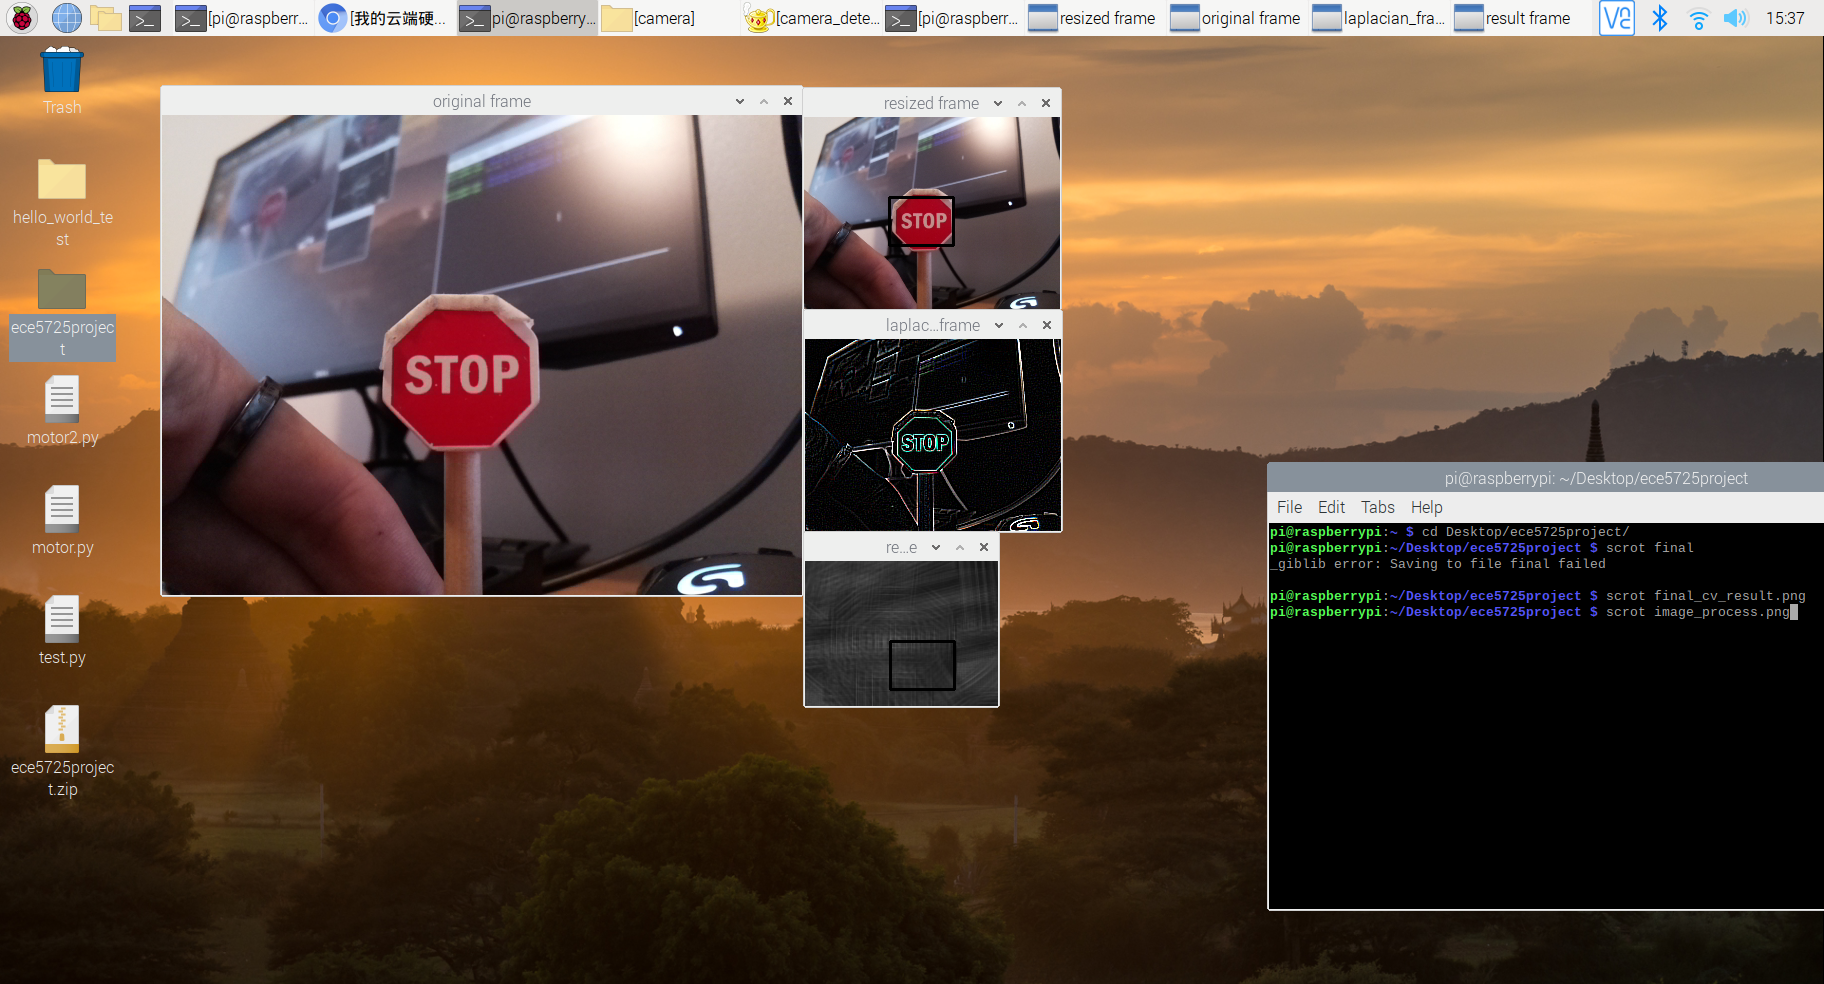 [pi@raspberr...
[我的云端硬...
pi@raspberry...
[camera]
[camera_dete...
[pi@raspberr...
resized frame
original frame
laplacian_fra...
result frame
15:37
Trash
hello_world_te
st
ece5725projec
t
motor2.py
motor.py
test.py
ece5725projec
t.zip
original frame
STOP
resized frame
STOP
laplac...frame
STOP
re...e
pi@raspberrypi: ~/Desktop/ece5725project
File Edit Tabs Help
pi@raspberrypi:~ $ cd Desktop/ece5725project/
pi@raspberrypi:~/Desktop/ece5725project $ scrot final
_giblib error: Saving to file final failed
pi@raspberrypi:~/Desktop/ece5725project $ scrot final_cv_result.png
pi@raspberrypi:~/Desktop/ece5725project $ scrot image_process.png